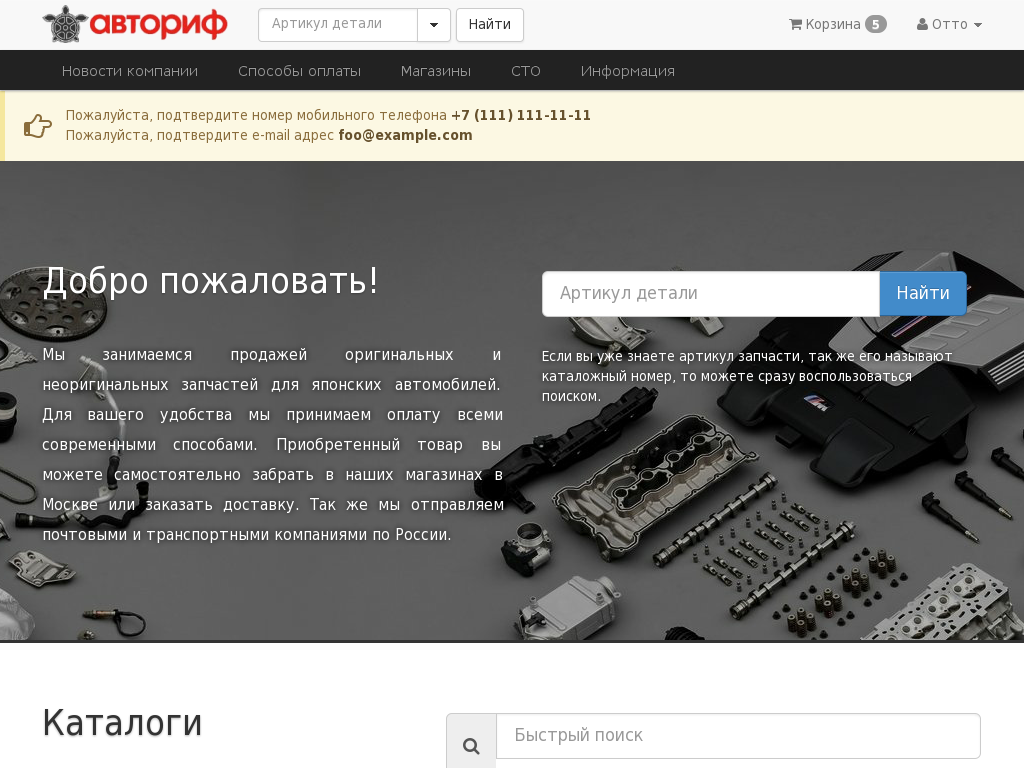 авториф
Артикул детали
Найти
Корзина 5
Отто
Новости компании
Способы оплаты
Магазины
СТО
Информация
Пожалуйста, подтвердите номер мобильного телефона +7 (111) 111-11-11
Пожалуйста, подтвердите e-mail адрес foo@example.com
Добро пожаловать!
Мы занимаемся продажей оригинальных и
неоригинальных запчастей для японских автомобилей.
Для вашего удобства мы принимаем оплату всеми
современными способами. Приобретенный товар вы
можете самостоятельно забрать в наших магазинах в
Москве или заказать доставку. Так же мы отправляем
почтовыми и транспортными компаниями по России.
Артикул детали
Найти
Если вы уже знаете артикул запчасти, так же его называют
каталожный номер, то можете сразу воспользоваться
поиском.
Каталоги
Быстрый поиск